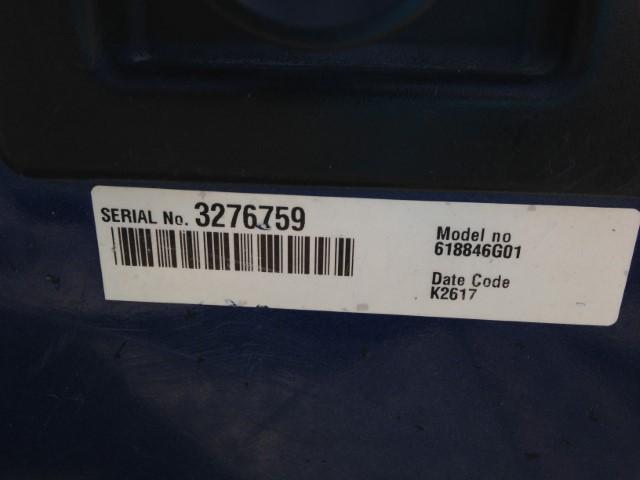 SERIAL No. 3276759
Model no
618846G01
Date Code
K2617